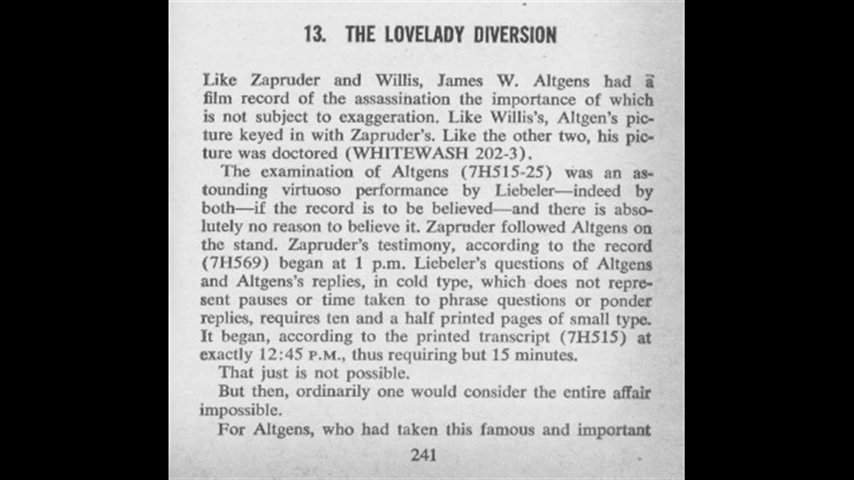 13. THE LOVELADY DIVERSION
Like Zapruder and Willis, James W. Altgens had a
film record of the assassination the importance of which
is not subject to exaggeration. Like Willis's, Altgen's pic-
ture keyed in with Zapruder's. Like the other two, his pic-
ture was doctored (WHITEWASH 202-3).
The examination of Altgens (7H515-25) was an as-
tounding virtuoso performance by Liebeler—indeed by
both—if the record is to be believed—and there is abso-
lutely no reason to believe it. Zapruder followed Altgens on
the stand. Zapruder's testimony, according to the record
(7H569) began at 1 p.m. Liebeler's questions of Altgens
and Altgens's replies, in cold type, which does not repre-
sent pauses or time taken to phrase questions or ponder
replies, requires ten and a half printed pages of small type.
It began, according to the printed transcript (7H515) at
exactly 12:45 P.M., thus requiring but 15 minutes.
That just is not possible.
But then, ordinarily one would consider the entire affair
impossible.
For Altgens, who had taken this famous and important
241